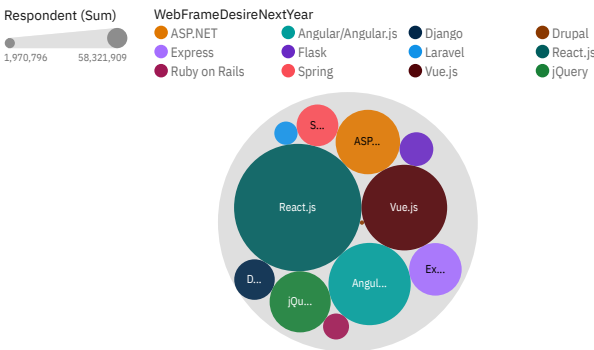 Respondent (Sum)
1,970,796 58,321,909
WebFrameDesireNextYear
ASP.NET Angular/Angular.js Django Drupal
Express Flask Laravel React.js
Ruby on Rails Spring Vue.js jQuery
S...
ASP...
React.js
Vue.js
Ex...
D...
Angul...
jQu...